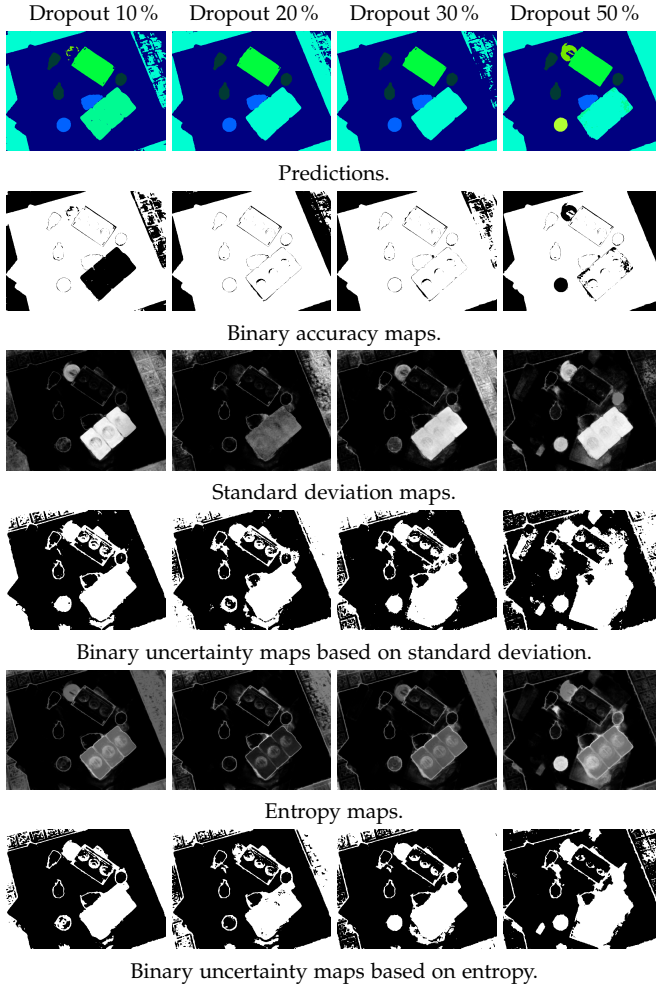 Dropout 10 % Dropout 20 % Dropout 30 % Dropout 50 %
Predictions.
Binary accuracy maps.
Standard deviation maps.
Binary uncertainty maps based on standard deviation.
Entropy maps.
Binary uncertainty maps based on entropy.